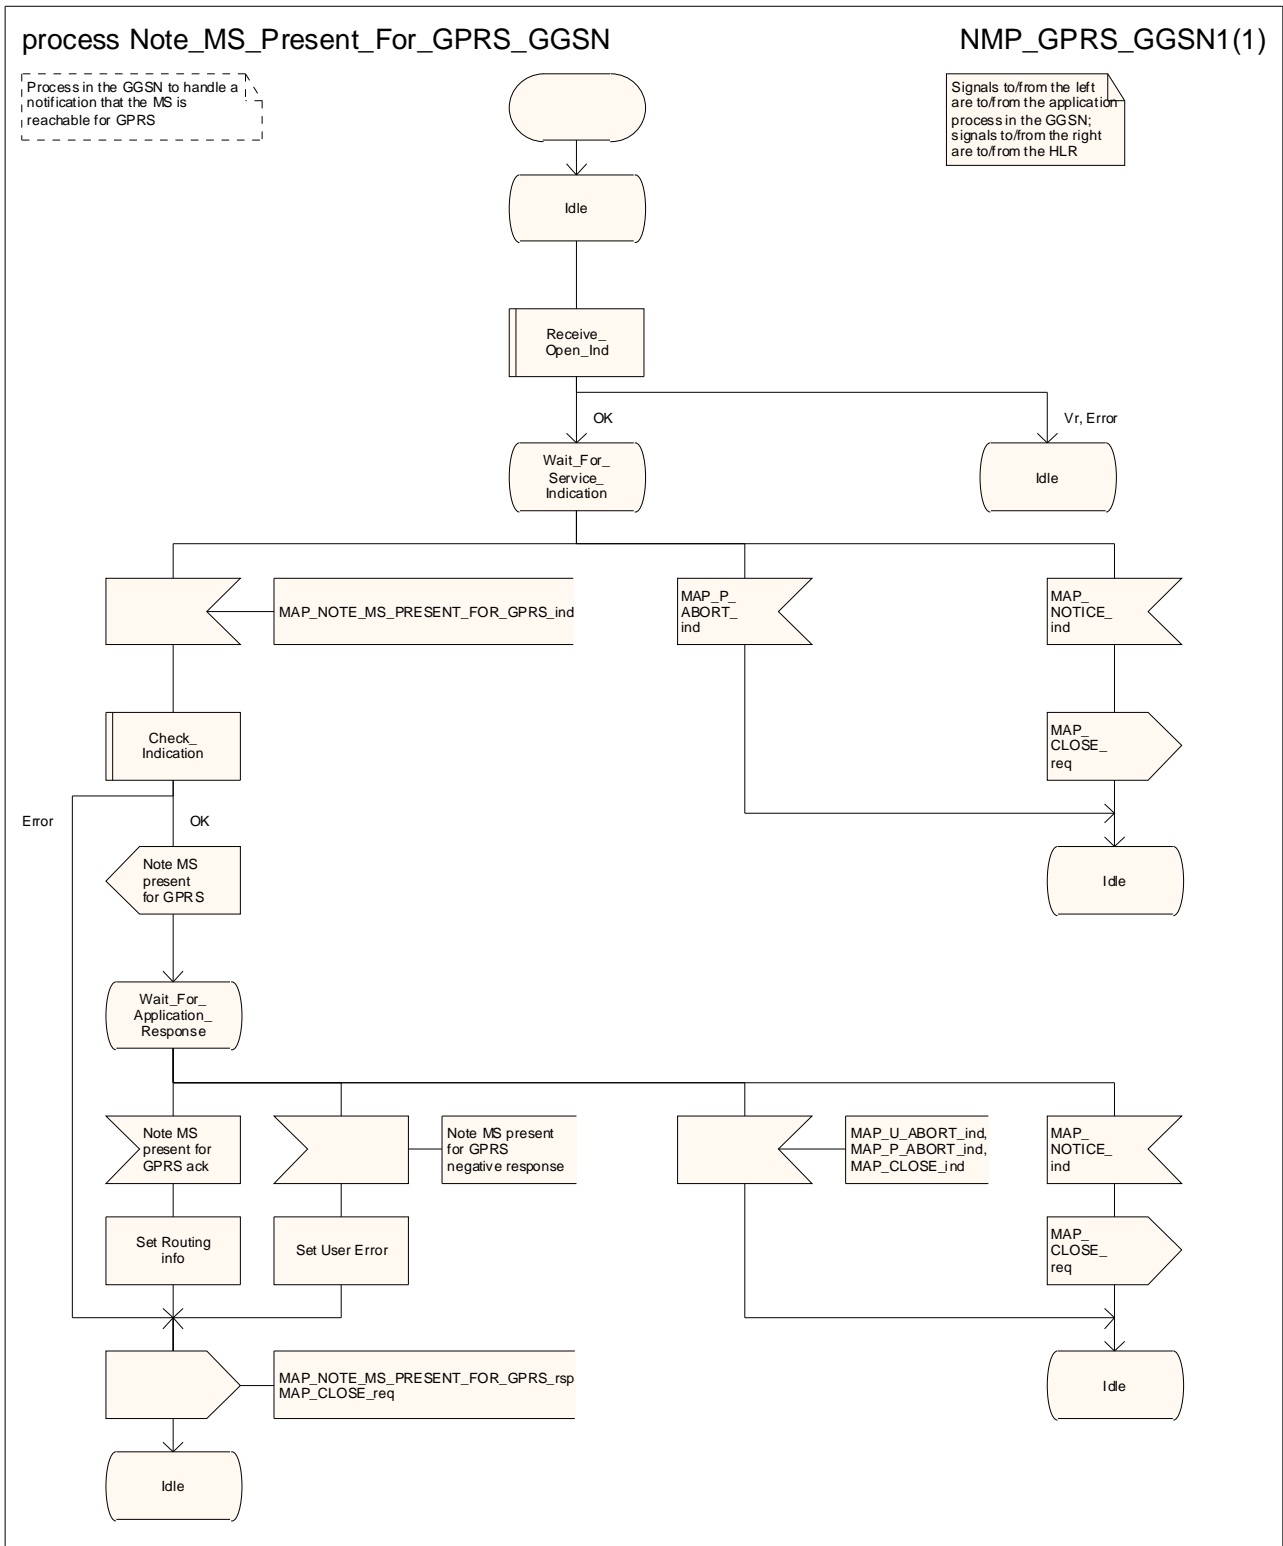 process Note_MS_Present_For_GPRS_GGSN
NMP_GPRS_GGSN1(1)
Process in the GGSN to handle a
notification that the MS is
reachable for GPRS
Signals to/from the left
are to/from the application
process in the GGSN;
signals to/from the right
are to/from the HLR
Idle
Receive_
Open_Ind
OK
Vr, Error
Wait_For_
Service_
Indication
Idle
MAP_NOTE_MS_PRESENT_FOR_GPRS_ind
MAP_P_
ABORT_
ind
MAP_
NOTICE_
ind
Check_
Indication
MAP_
CLOSE_
req
Error
OK
Note MS
present
for GPRS
Idle
Wait_For_
Application_
Response
Note MS
present for
GPRS ack
Note MS present
for GPRS
negative response
MAP_U_ABORT_ind,
MAP_P_ABORT_ind,
MAP_CLOSE_ind
MAP_
NOTICE_
ind
Set Routing
info
Set User Error
MAP_
CLOSE_
req
MAP_NOTE_MS_PRESENT_FOR_GPRS_rsp
MAP_CLOSE_req
Idle
Idle